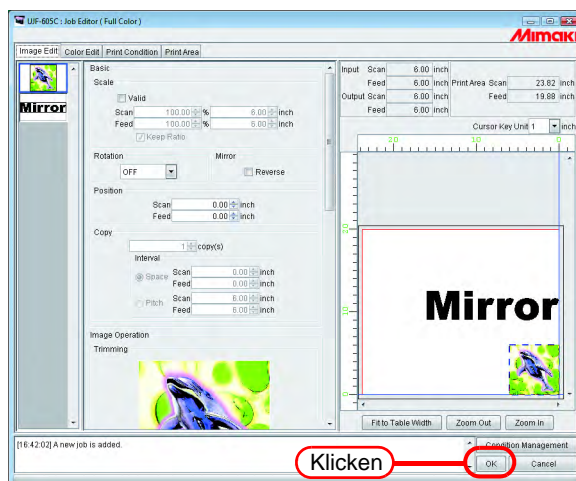 UJF-605C : Job Editor ( Full Color )
Mimaki
Image Edit Color Edit Print Condition Print Area
Mirror
Basic
Scale
Valid
Scan 100.00 % 6.00 inch
Feed 100.00 % 6.00 inch
Keep Ratio
Rotation Mirror
OFF Reverse
Position
Scan 0.00 inch
Feed 0.00 inch
Copy
1 copy(s)
Interval
Space Scan 0.00 inch
Feed 0.00 inch
Pitch Scan 6.00 inch
Feed 6.00 inch
Image Operation
Trimming
Input Scan 6.00 inch
Feed 6.00 inch Print Area Scan 23.82 inch
Output Scan 6.00 inch Feed 19.88 inch
Feed 6.00 inch
Cursor Key Unit 1 inch
20 10 0
20
10
0
Mirror
Fit to Table Width Zoom Out Zoom In
[16:42:02] A new job is added.
Condition Management
Klicken
OK Cancel